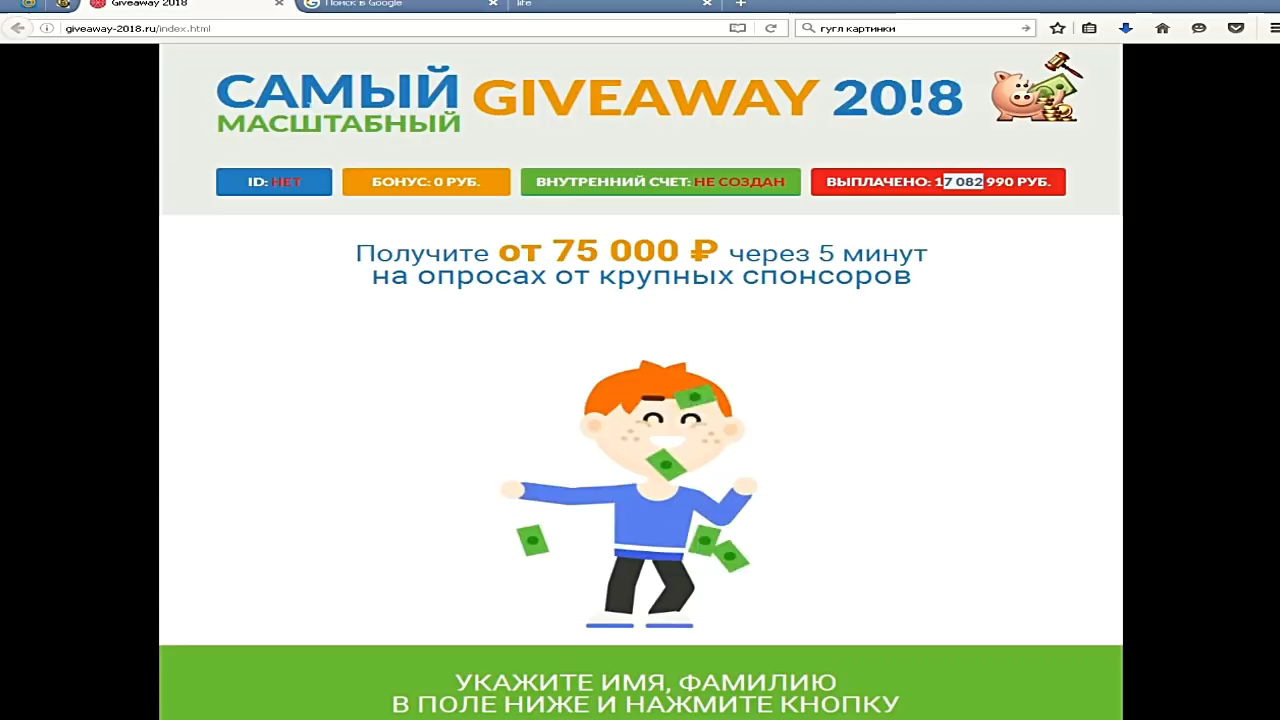 Giveaway 2018
Поиск в Google
life
giveaway-2018.ru/index.html
гугл картинки
САМЫЙ
МАСШТАБНЫЙ
GIVEAWAY 20!8
ID: НЕТ
БОНУС: 0 РУБ.
ВНУТРЕННИЙ СЧЕТ: НЕ СОЗДАН
ВЫПЛАЧЕНО: 17 082 990 РУБ.
Получите от 75 000 ₽ через 5 минут
на опросах от крупных спонсоров
УКАЖИТЕ ИМЯ, ФАМИЛИЮ
В ПОЛЕ НИЖЕ И НАЖМИТЕ КНОПКУ